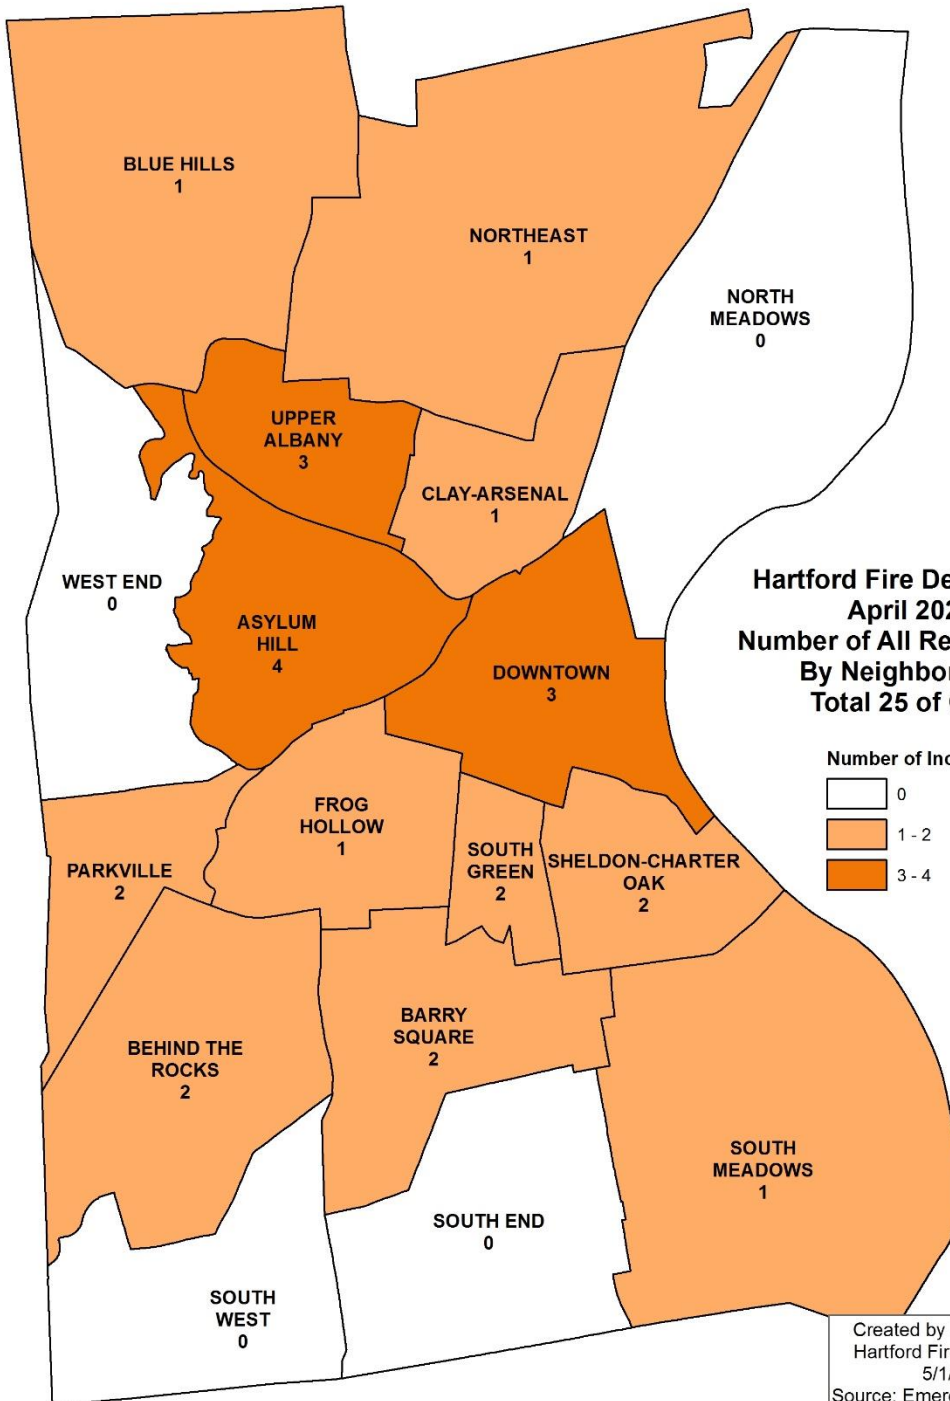 BLUE HILLS
1
NORTHEAST
1
NORTH
MEADOWS
0
UPPER
ALBANY
3
CLAY-ARSENAL
1
WEST END
0
ASYLUM
HILL
4
DOWNTOWN
3
Hartford Fire De
April 202
Number of All Re
By Neighbor
Total 25 of
Number of Inc
0
1 - 2
3 - 4
FROG
HOLLOW
1
SOUTH
GREEN
2
SHELDON-CHARTER
OAK
2
PARKVILLE
2
BARRY
SQUARE
2
BEHIND THE
ROCKS
2
SOUTH
MEADOWS
1
SOUTH END
0
SOUTH
WEST
0
Created by
Hartford Fir
5/1/
Source: Emer